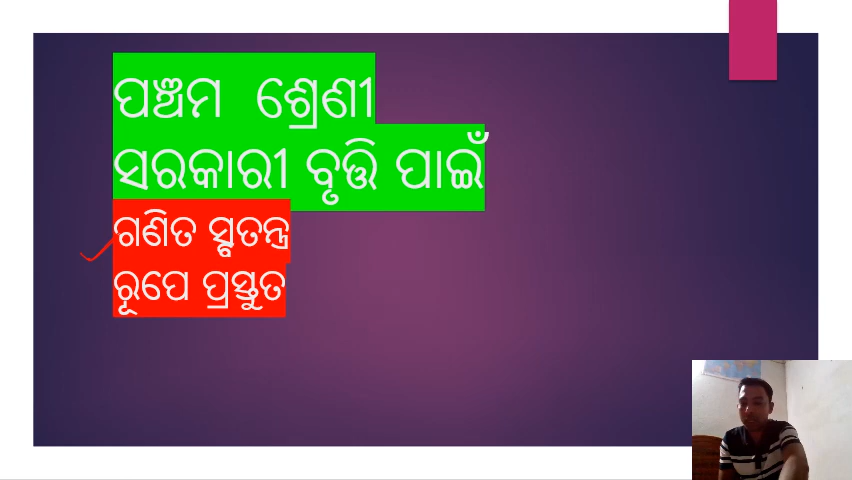 ପଞ୍ଚମ ଶ୍ରେଣୀ
ସରକାରୀ ବୃତ୍ତି ପାଇଁ
ଗଣିତ ସ୍ବତନ୍ତ୍ର
ରୂପେ ପ୍ରସ୍ତୁତ